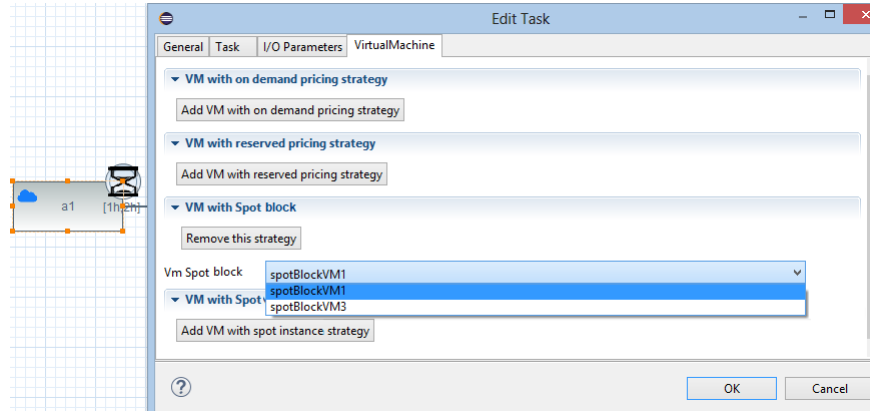 Edit Task
General Task I/O Parameters VirtualMachine
VM with on demand pricing strategy
Add VM with on demand pricing strategy
VM with reserved pricing strategy
Add VM with reserved pricing strategy
a1 [1h,2h]
VM with Spot block
Remove this strategy
Vm Spot block spotBlockVM1
spotBlockVM1
VM with Spot
spotBlockVM3
Add VM with spot instance strategy
?
OK Cancel